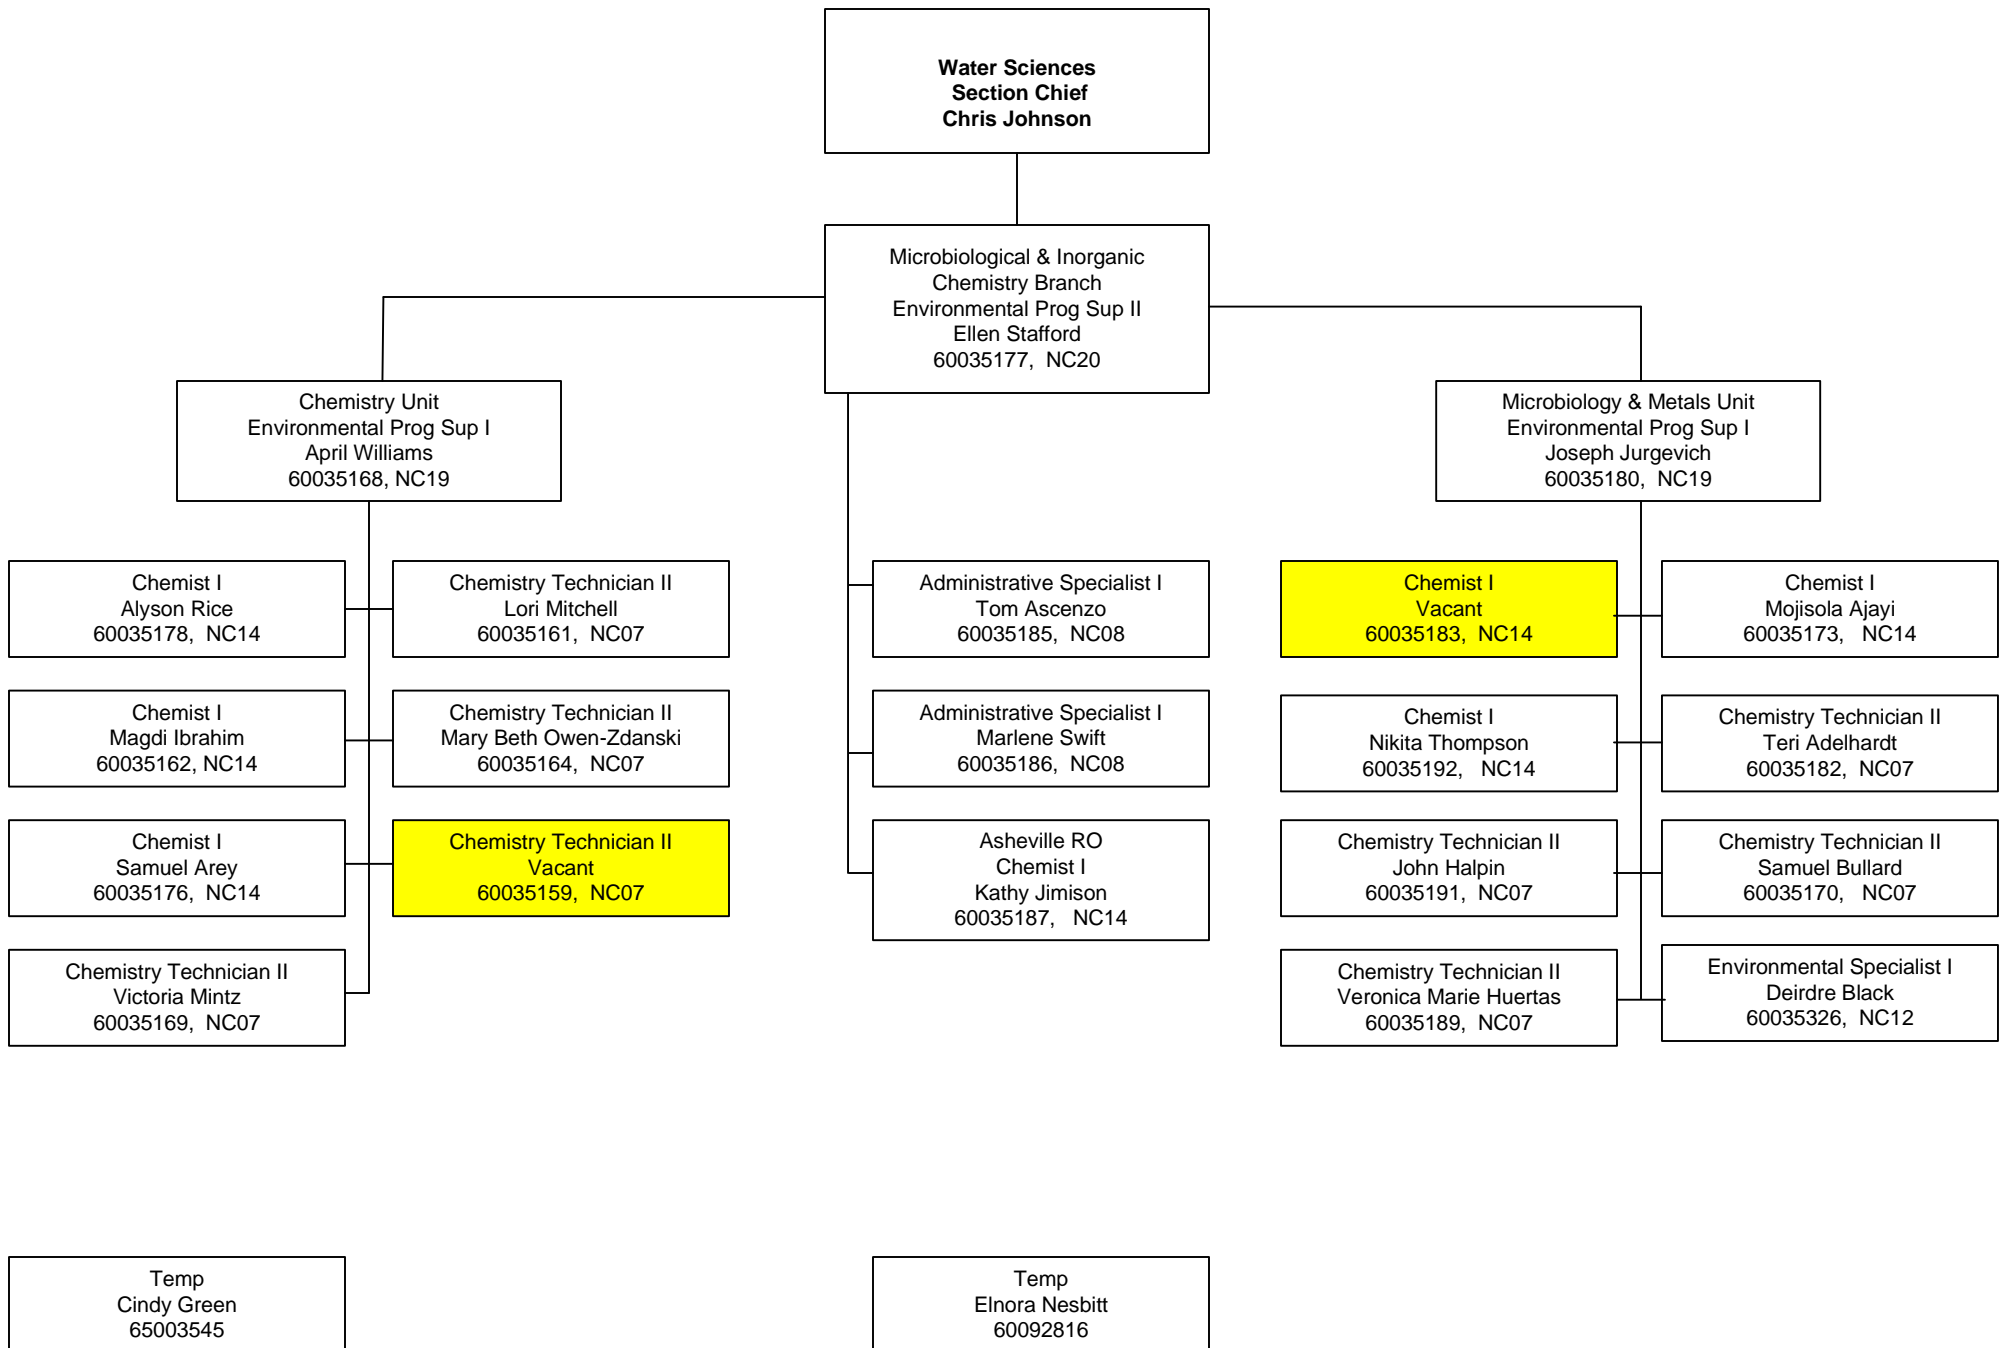 Water Sciences
Section Chief
Chris Johnson
Microbiological & Inorganic
Chemistry Branch
Environmental Prog Sup II
Ellen Stafford
60035177, NC20
Chemistry Unit
Environmental Prog Sup I
April Williams
60035168, NC19
Microbiology & Metals Unit
Environmental Prog Sup I
Joseph Jurgevich
60035180, NC19
Chemist I
Alyson Rice
60035178, NC14
Chemistry Technician II
Lori Mitchell
60035161, NC07
Administrative Specialist I
Tom Ascenzo
60035185, NC08
Chemist I
Vacant
60035183, NC14
Chemist I
Mojisola Ajayi
60035173, NC14
Chemist I
Magdi Ibrahim
60035162, NC14
Chemistry Technician II
Mary Beth Owen-Zdanski
60035164, NC07
Administrative Specialist I
Marlene Swift
60035186, NC08
Chemist I
Nikita Thompson
60035192, NC14
Chemistry Technician II
Teri Adelhardt
60035182, NC07
Chemist I
Samuel Arey
60035176, NC14
Chemistry Technician II
Vacant
60035159, NC07
Asheville RO
Chemist I
Kathy Jimison
60035187, NC14
Chemistry Technician II
John Halpin
60035191, NC07
Chemistry Technician II
Samuel Bullard
60035170, NC07
Chemistry Technician II
Victoria Mintz
60035169, NC07
Chemistry Technician II
Veronica Marie Huertas
60035189, NC07
Environmental Specialist I
Deirdre Black
60035326, NC12
Temp
Cindy Green
65003545
Temp
Elnora Nesbitt
60092816